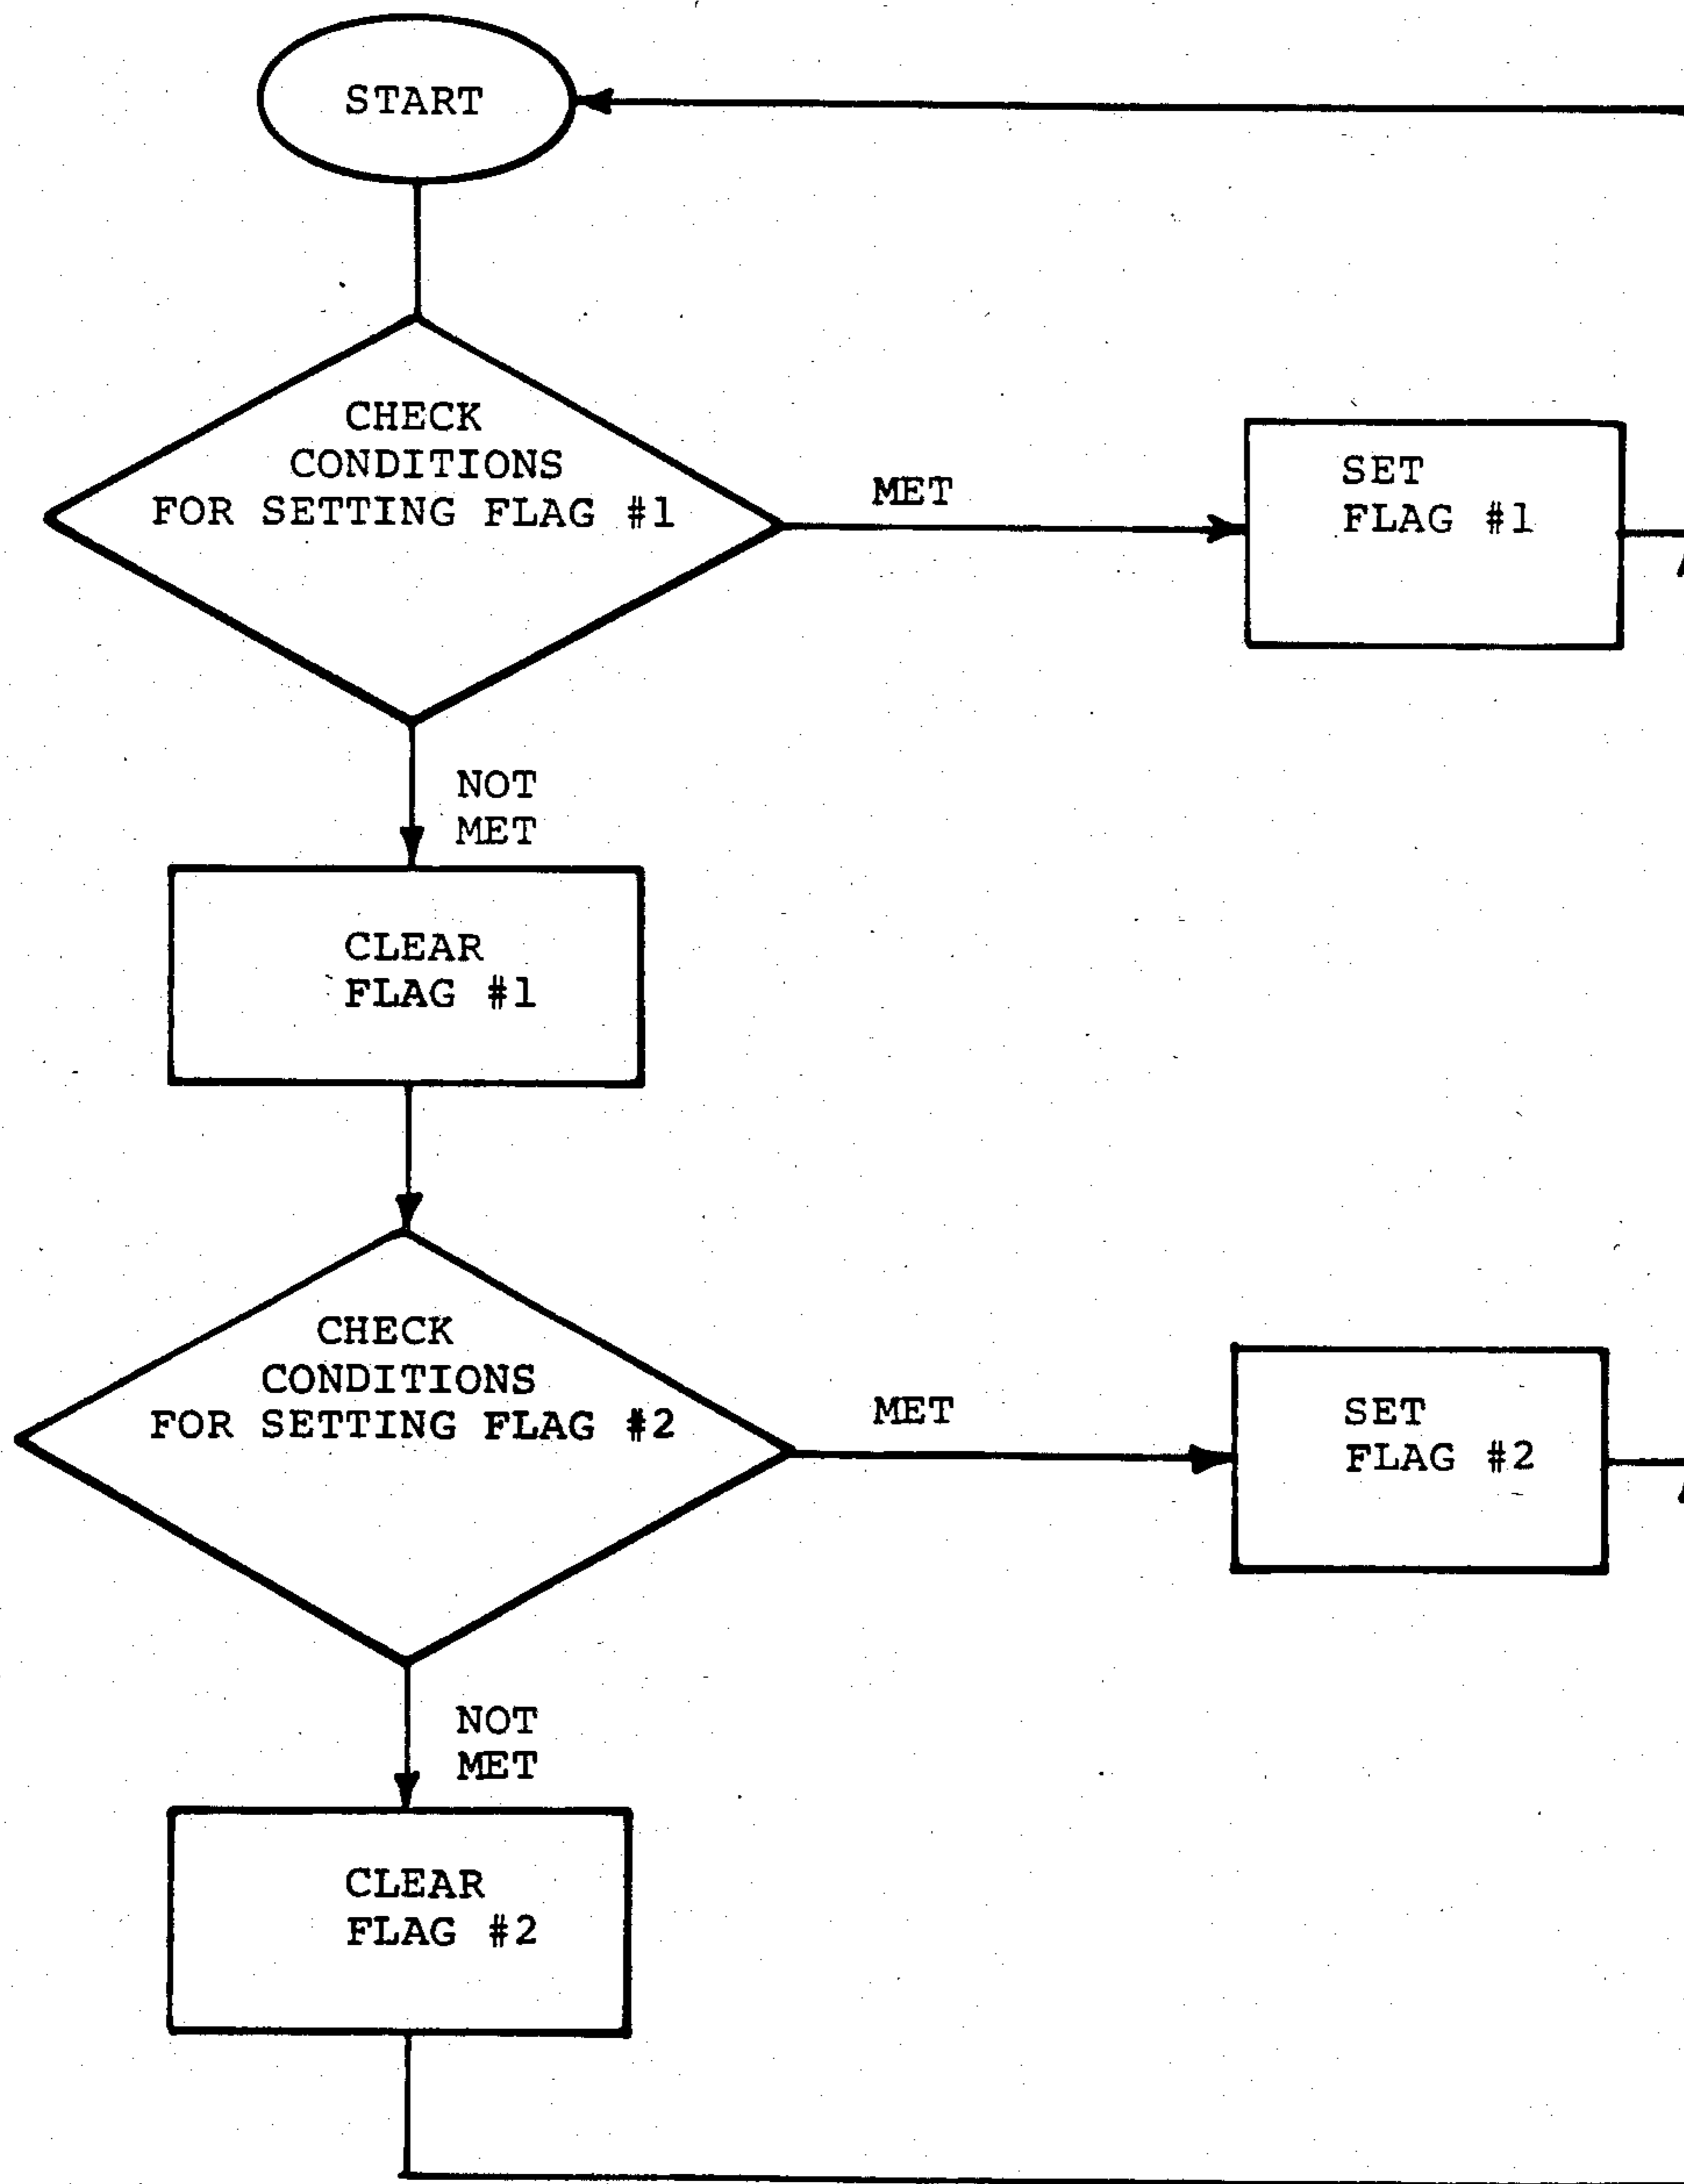 START
CHECK
CONDITIONS
FOR SETTING FLAG #1
MET
SET
FLAG #1
NOT
MET
CLEAR
FLAG #1
CHECK
CONDITIONS
FOR SETTING FLAG #2
MET
SET
FLAG #2
NOT
MET
CLEAR
FLAG #2